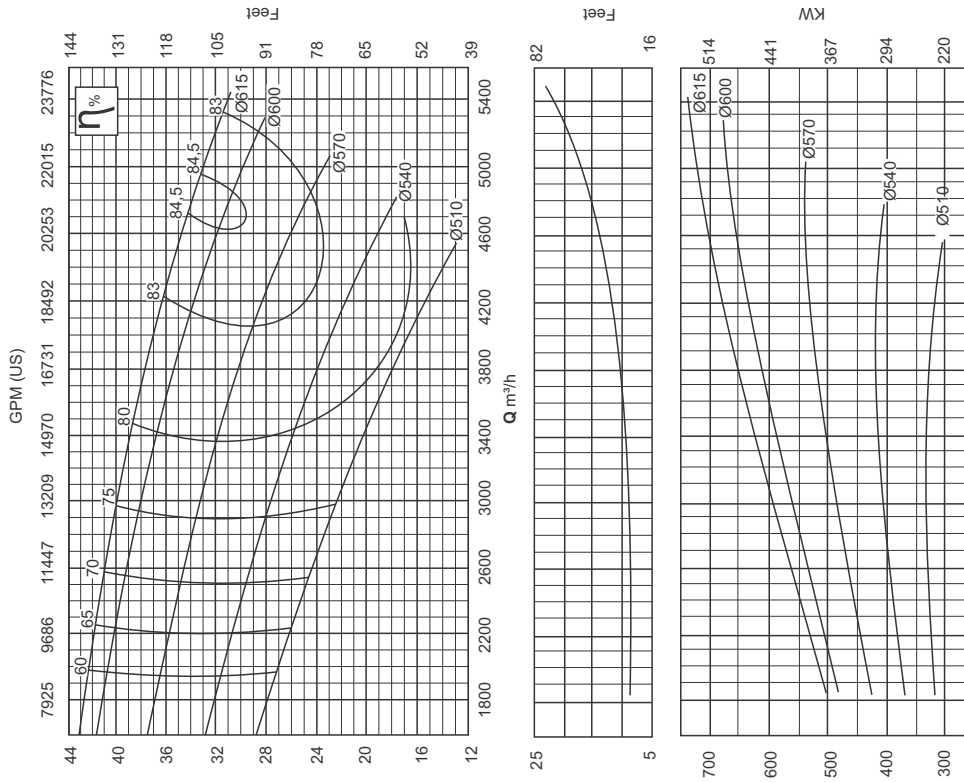 GPM (US)
7925 9686 11447 13209 14970 16731 18492 20253 22015 23776
44
40
36
32
28
24
20
16
12
144
131
118
105
91
78
65
52
39
Feet
η%
60
65
70
75
80
83
84,5
84,5
83
Ø615
Ø600
Ø570
Ø540
Ø510
1800 2200 2600 3000 3400 3800 4200 4600 5000 5400
Q m³/h
25
5
82
16
Feet
700
600
500
400
300
514
441
367
294
220
KW
Ø615
Ø600
Ø570
Ø540
Ø510